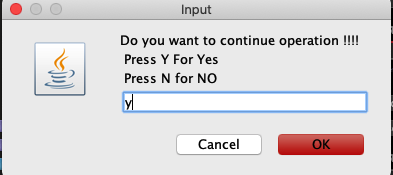 Input
Do you want to continue operation !!!!
Press Y For Yes
Press N for NO
y
Cancel
OK